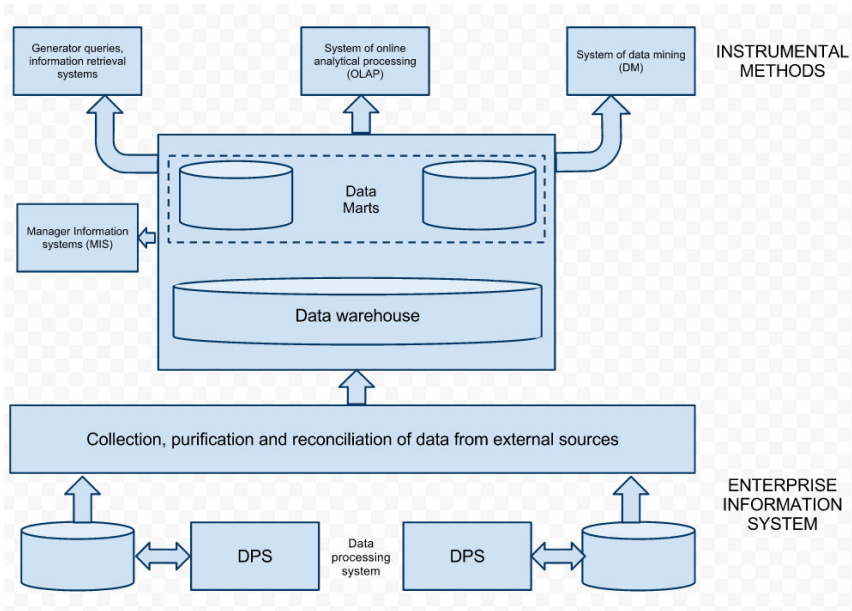 Generator queries,
information retrieval
systems
System of online
analytical processing
(OLAP)
System of data mining
(DM)
INSTRUMENTAL
METHODS
Data
Marts
Manager Information
systems (MIS)
Data warehouse
Collection, purification and reconciliation of data from external sources
ENTERPRISE
INFORMATION
SYSTEM
DPS
Data
processing
system
DPS